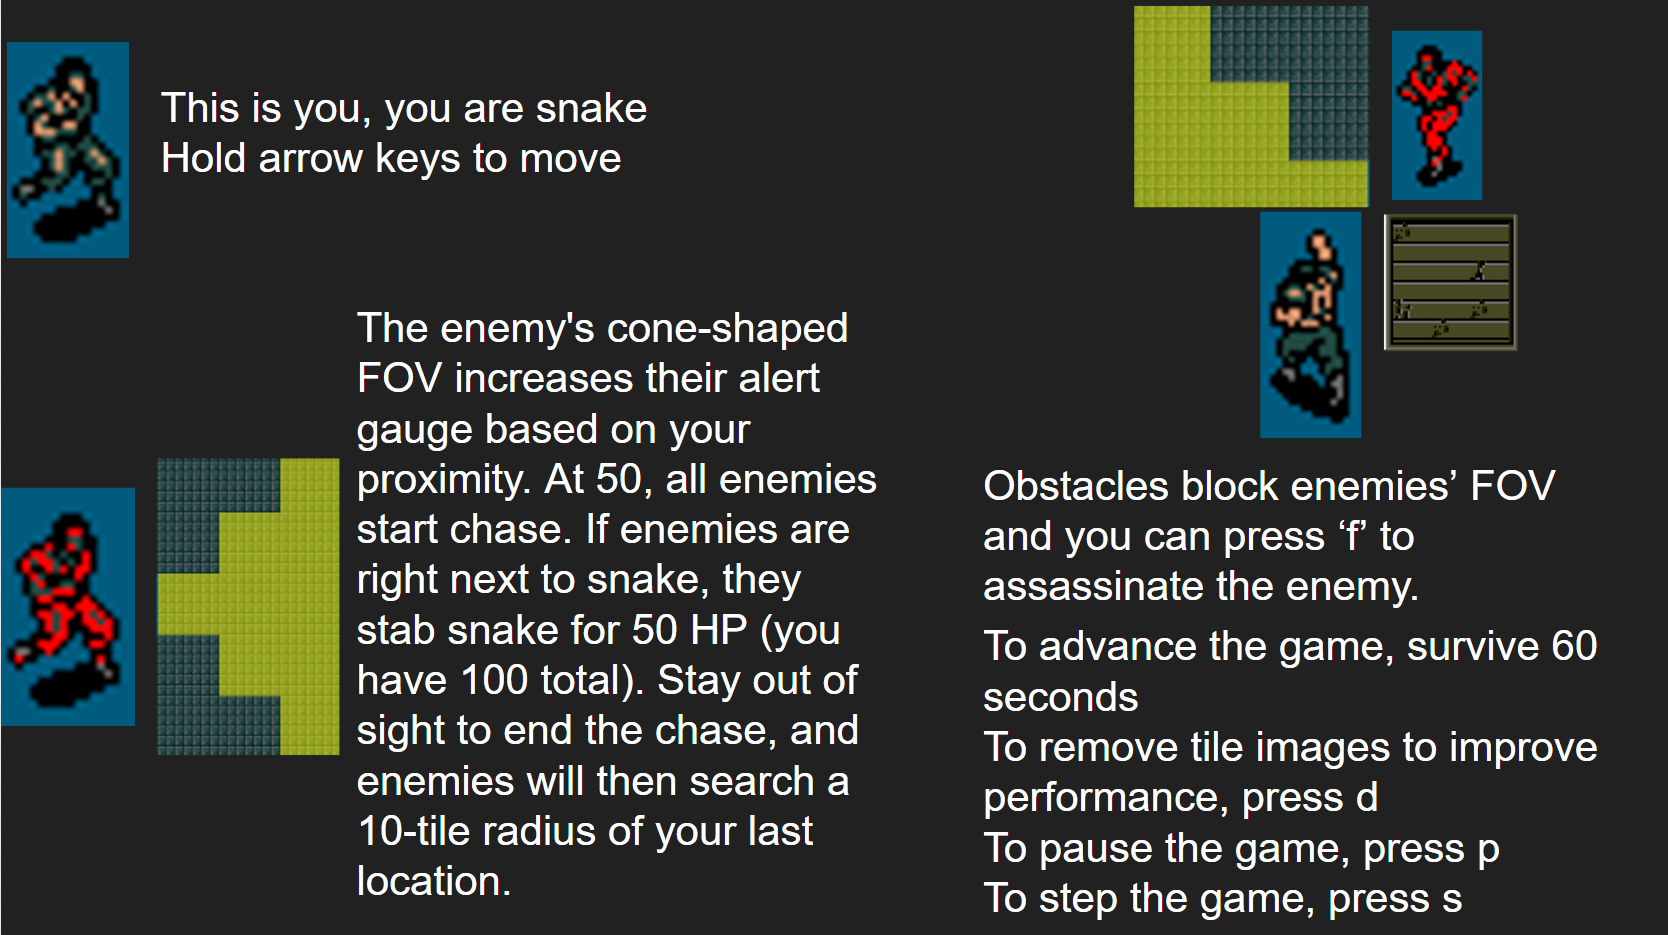 This is you, you are snake
Hold arrow keys to move
The enemy's cone-shaped
FOV increases their alert
gauge based on your
proximity. At 50, all enemies
start chase. If enemies are
right next to snake, they
stab snake for 50 HP (you
have 100 total). Stay out of
sight to end the chase, and
enemies will then search a
10-tile radius of your last
location.
Obstacles block enemies’ FOV
and you can press ‘f’ to
assassinate the enemy.
To advance the game, survive 60
seconds
To remove tile images to improve
performance, press d
To pause the game, press p
To step the game, press s